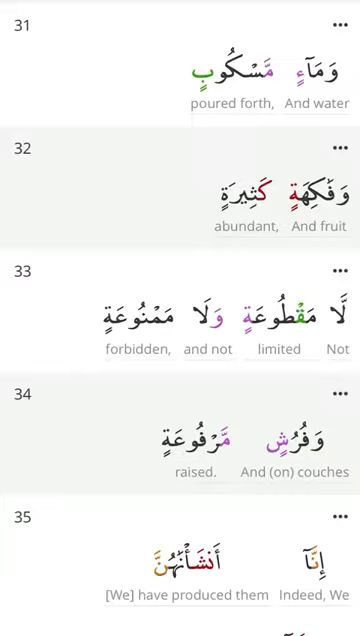 31
وَمَآءٍ مَّسْكُوبٍ
And water poured forth,
32
وَفَٰكِهَةٍ كَثِيرَةٍ
And fruit abundant,
33
لَّا مَقْطُوعَةٍ وَلَا مَمْنُوعَةٍ
Not limited and not forbidden,
34
وَفُرُشٍ مَّرْفُوعَةٍ
And (on) couches raised.
35
إِنَّآ أَنشَأْنَٰهُنَّ
Indeed, We [We] have produced them